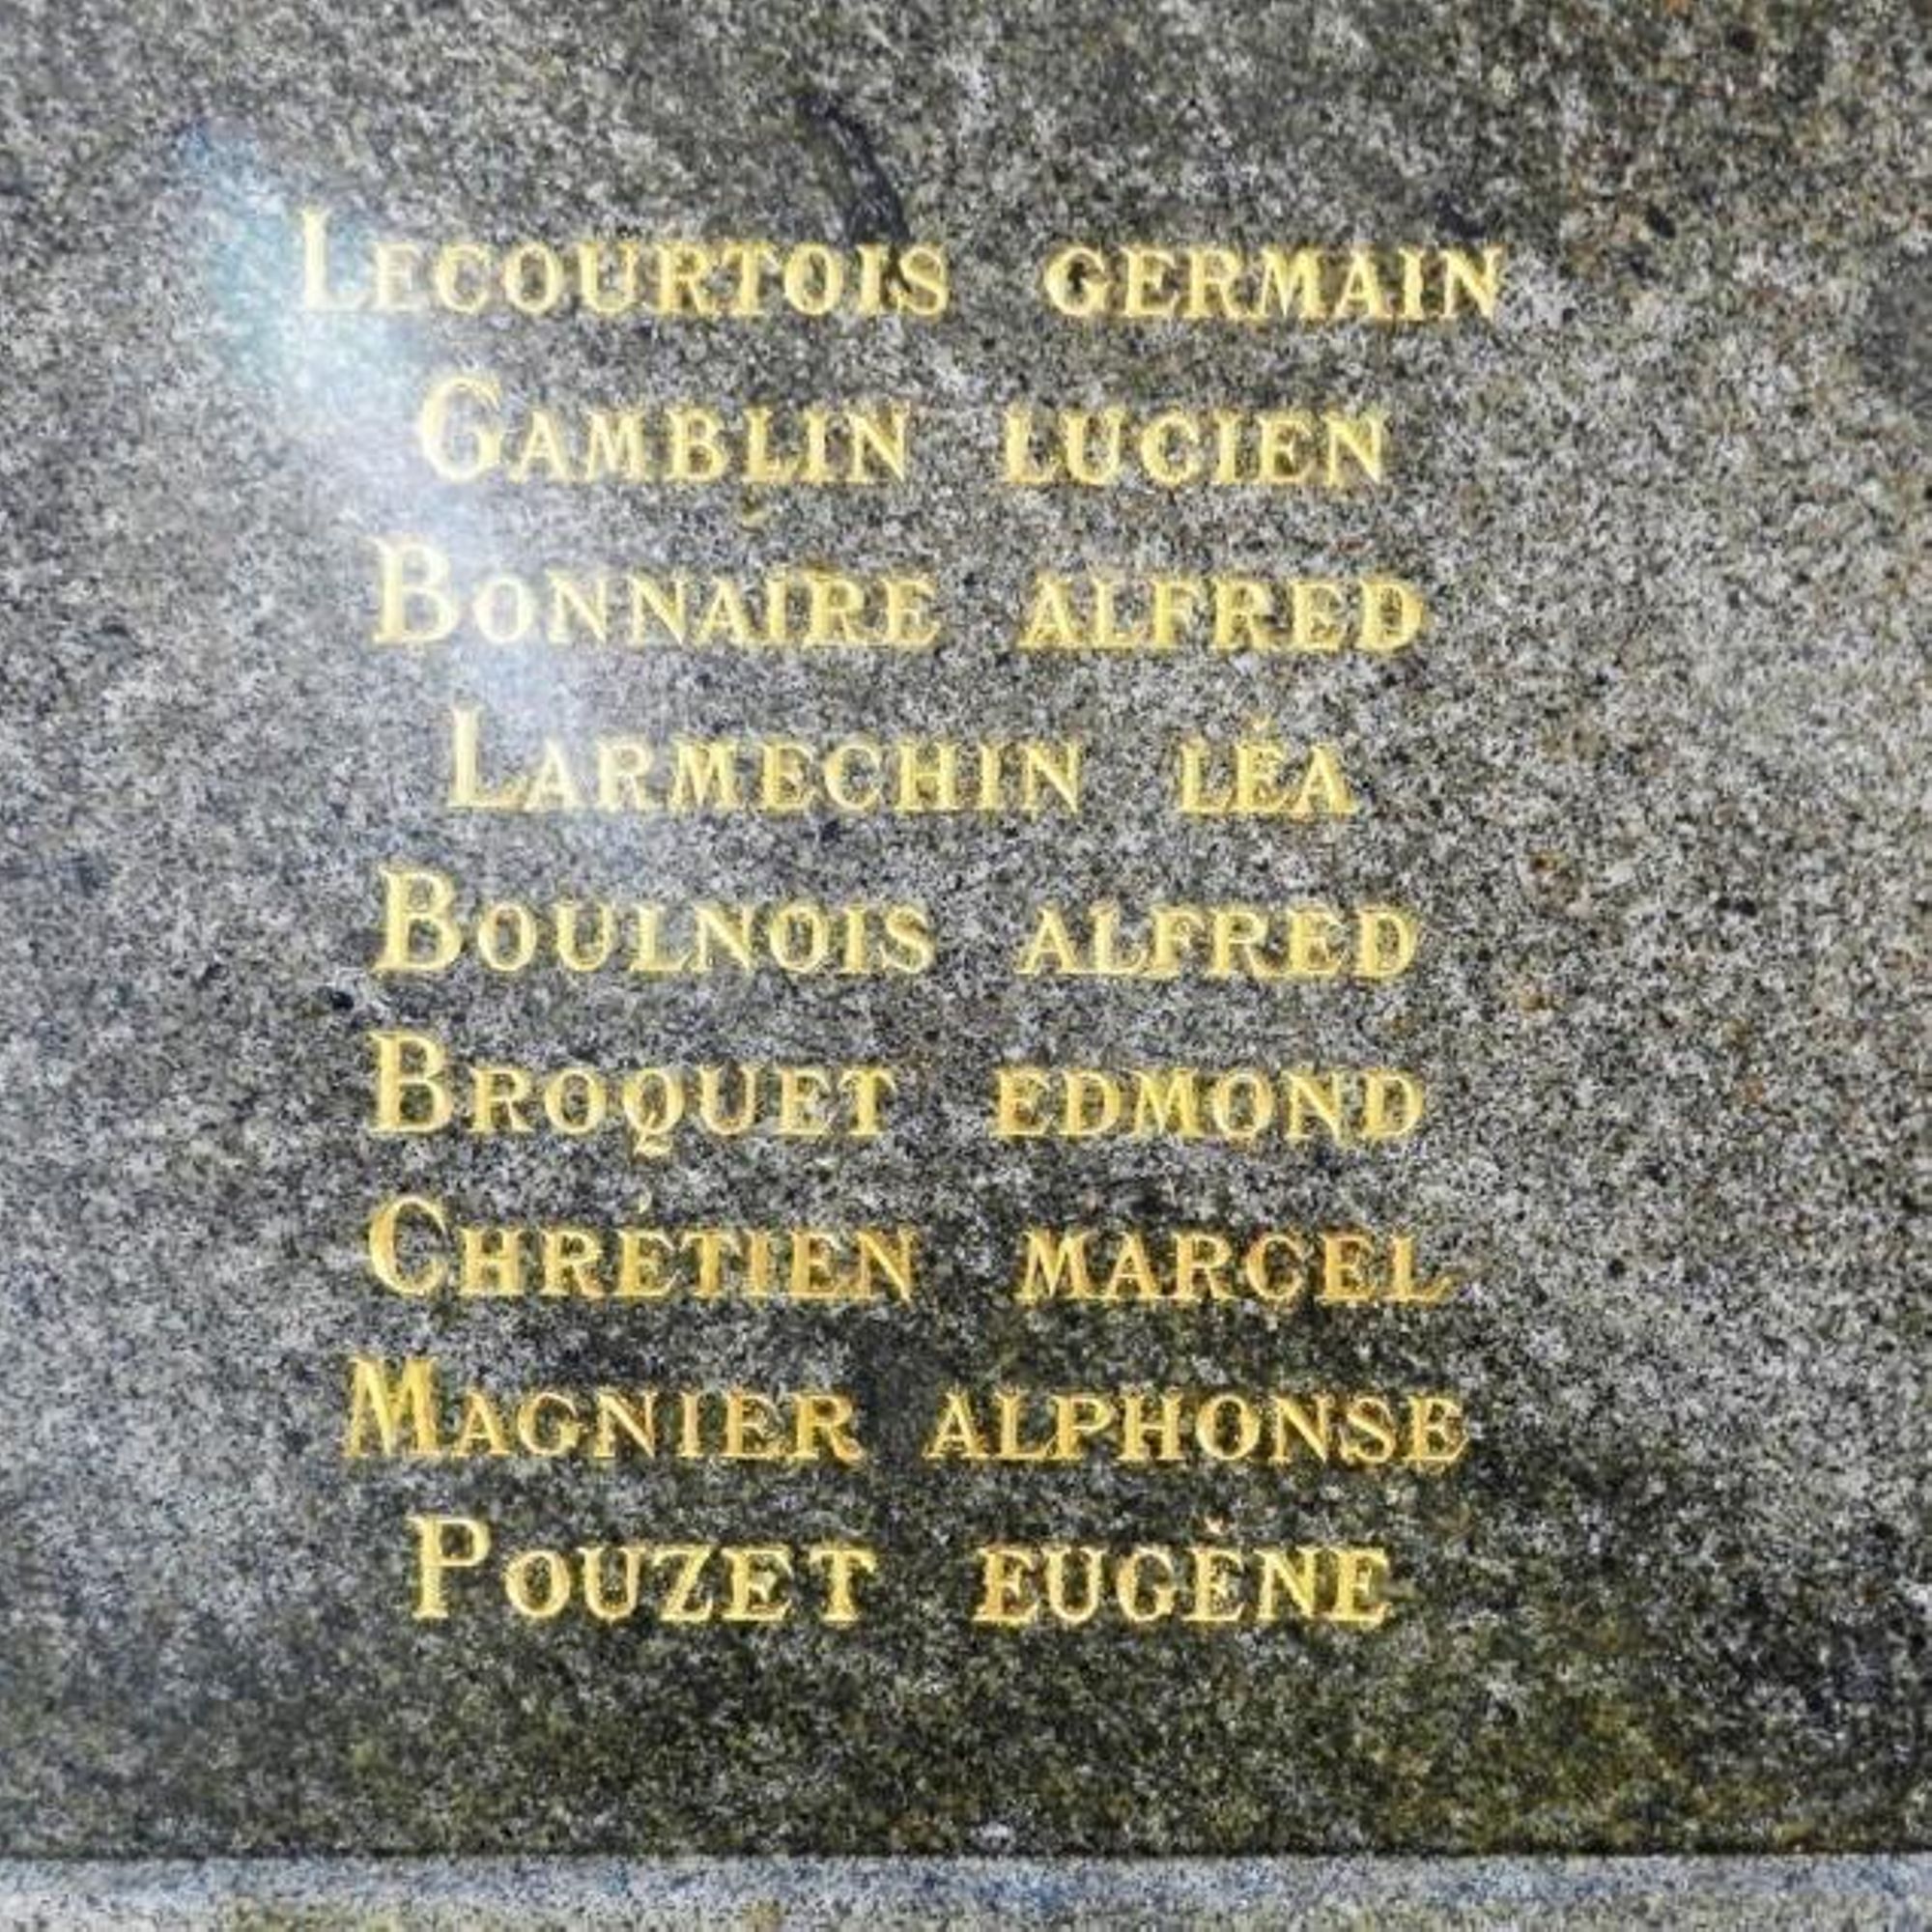 LECOURTOIS GERMAIN
GAMBLIN LUCIEN
BONNAIRE ALFRED
LARMECHIN LÉA
BOULNOIS ALFRED
BROQUET EDMOND
CHRÉTIEN MARCEL
MAGNIER ALPHONSE
POUZET EUGÈNE